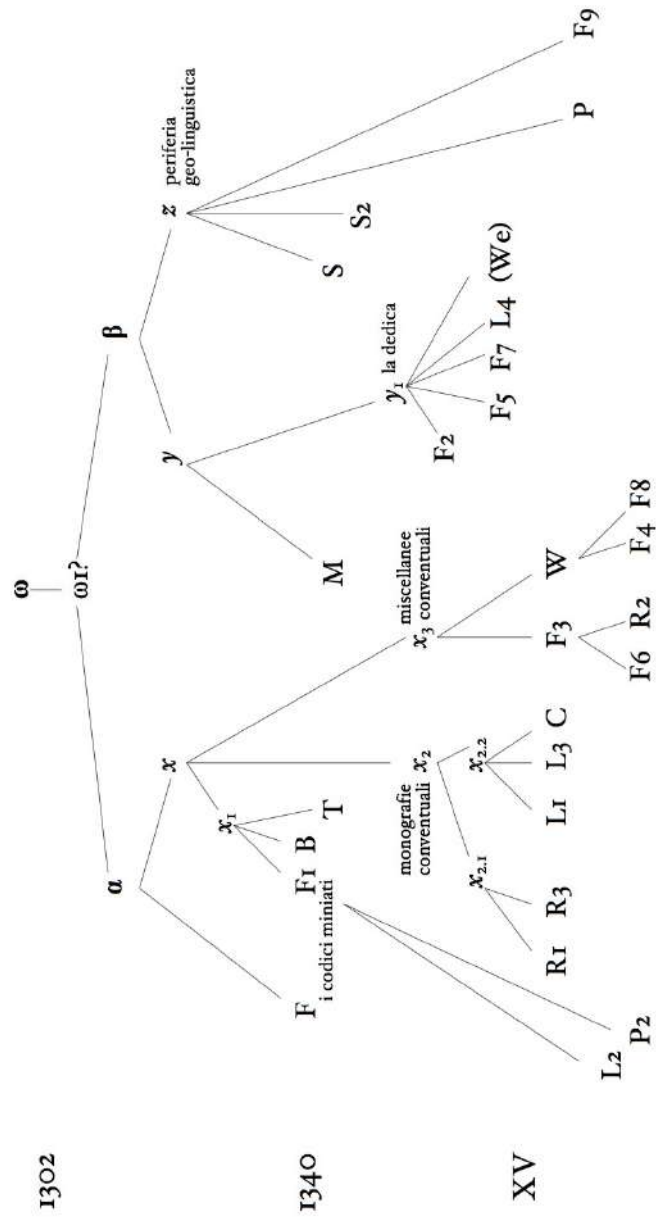 ω
1302
ω1?
α
β
x
y
z
periferia
geo-linguistica
x1
F
F1
B
T
i codici miniati
1340
M
S
S2
y1
la dedica
monografie
conventuali
x2
x3
miscellanee
conventuali
F2
x2.1
x2.2
F5
F7
L4
(We)
XV
R1
R3
L1
L3
C
F3
W
P
F9
L2
P2
F6
R2
F4
F8